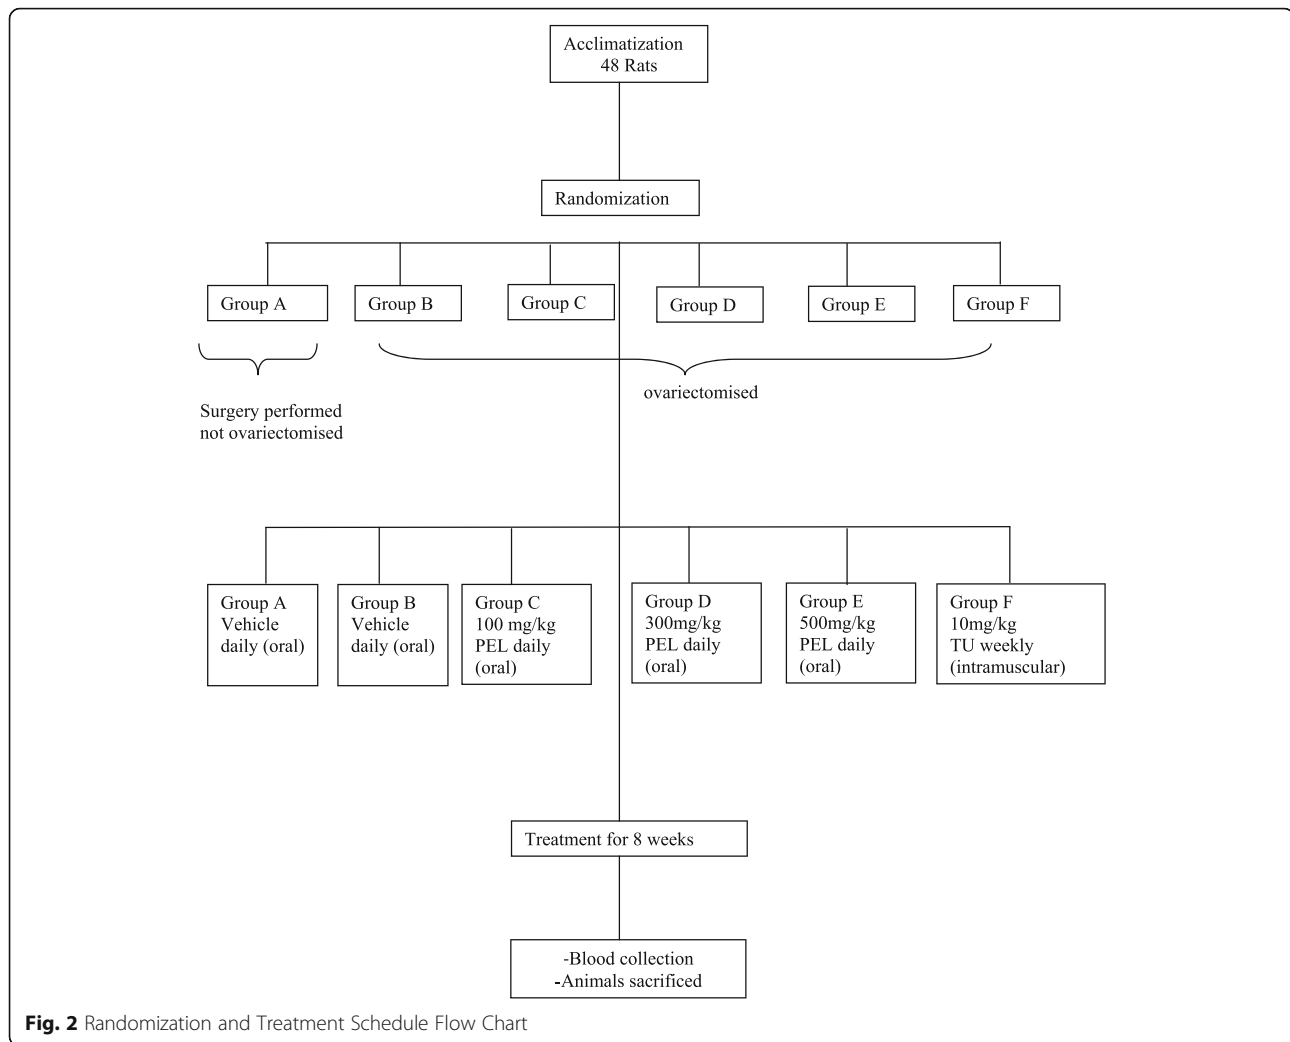 Acclimatization
48 Rats
Randomization
Group A
Group B
Group C
Group D
Group E
Group F
Surgery performed
not ovariectomised
ovariectomised
Group A
Vehicle
daily (oral)
Group B
Vehicle
daily (oral)
Group C
100 mg/kg
PEL daily
(oral)
Group D
300mg/kg
PEL daily
(oral)
Group E
500mg/kg
PEL daily
(oral)
Group F
10mg/kg
TU weekly
(intramuscular)
Treatment for 8 weeks
-Blood collection
-Animals sacrificed
Fig. 2 Randomization and Treatment Schedule Flow Chart